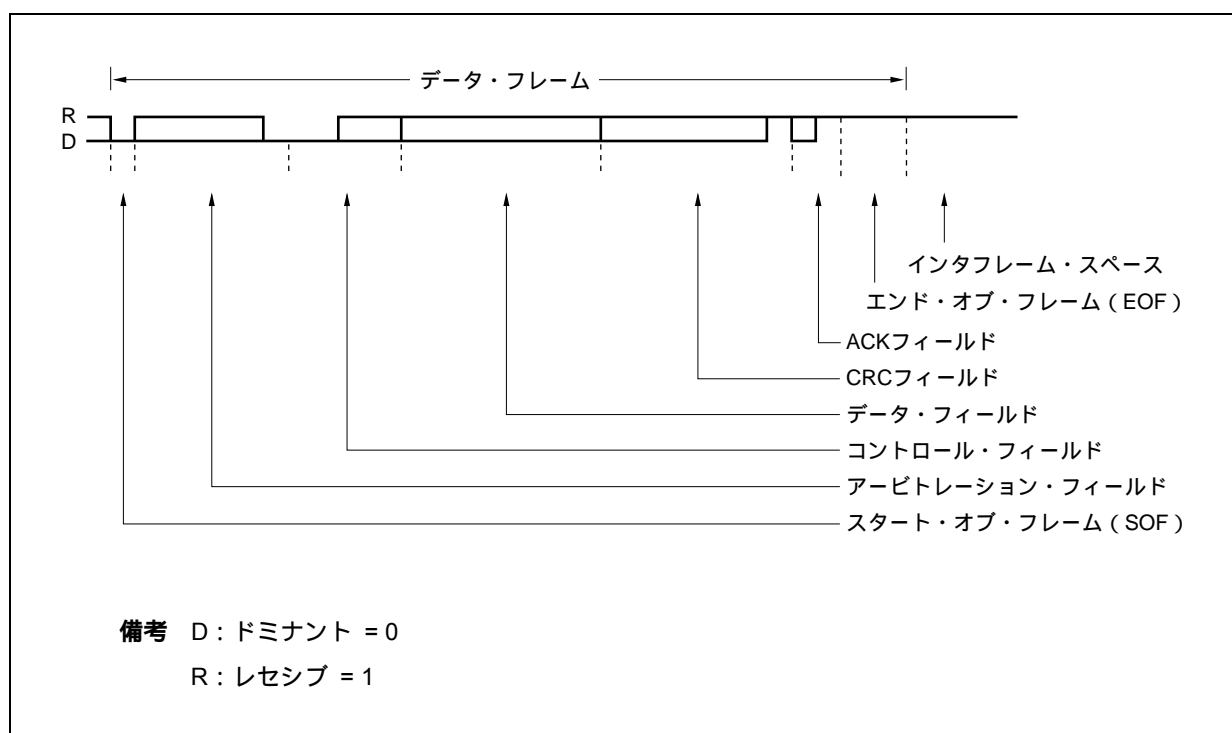 データ・フレーム
R
D
インタフレーム・スペース
エンド・オブ・フレーム（EOF）
ACKフィールド
CRCフィールド
データ・フィールド
コントロール・フィールド
アービトレーション・フィールド
スタート・オブ・フレーム（SOF）
備考 D：ドミナント = 0
R：レセシブ = 1